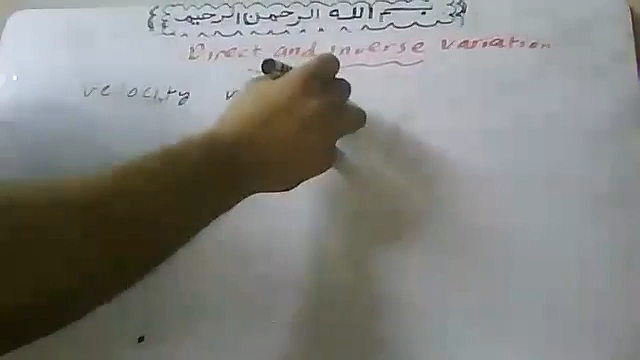 بسم الله الرحمن الرحيم
Direct and inverse variation
velocity v